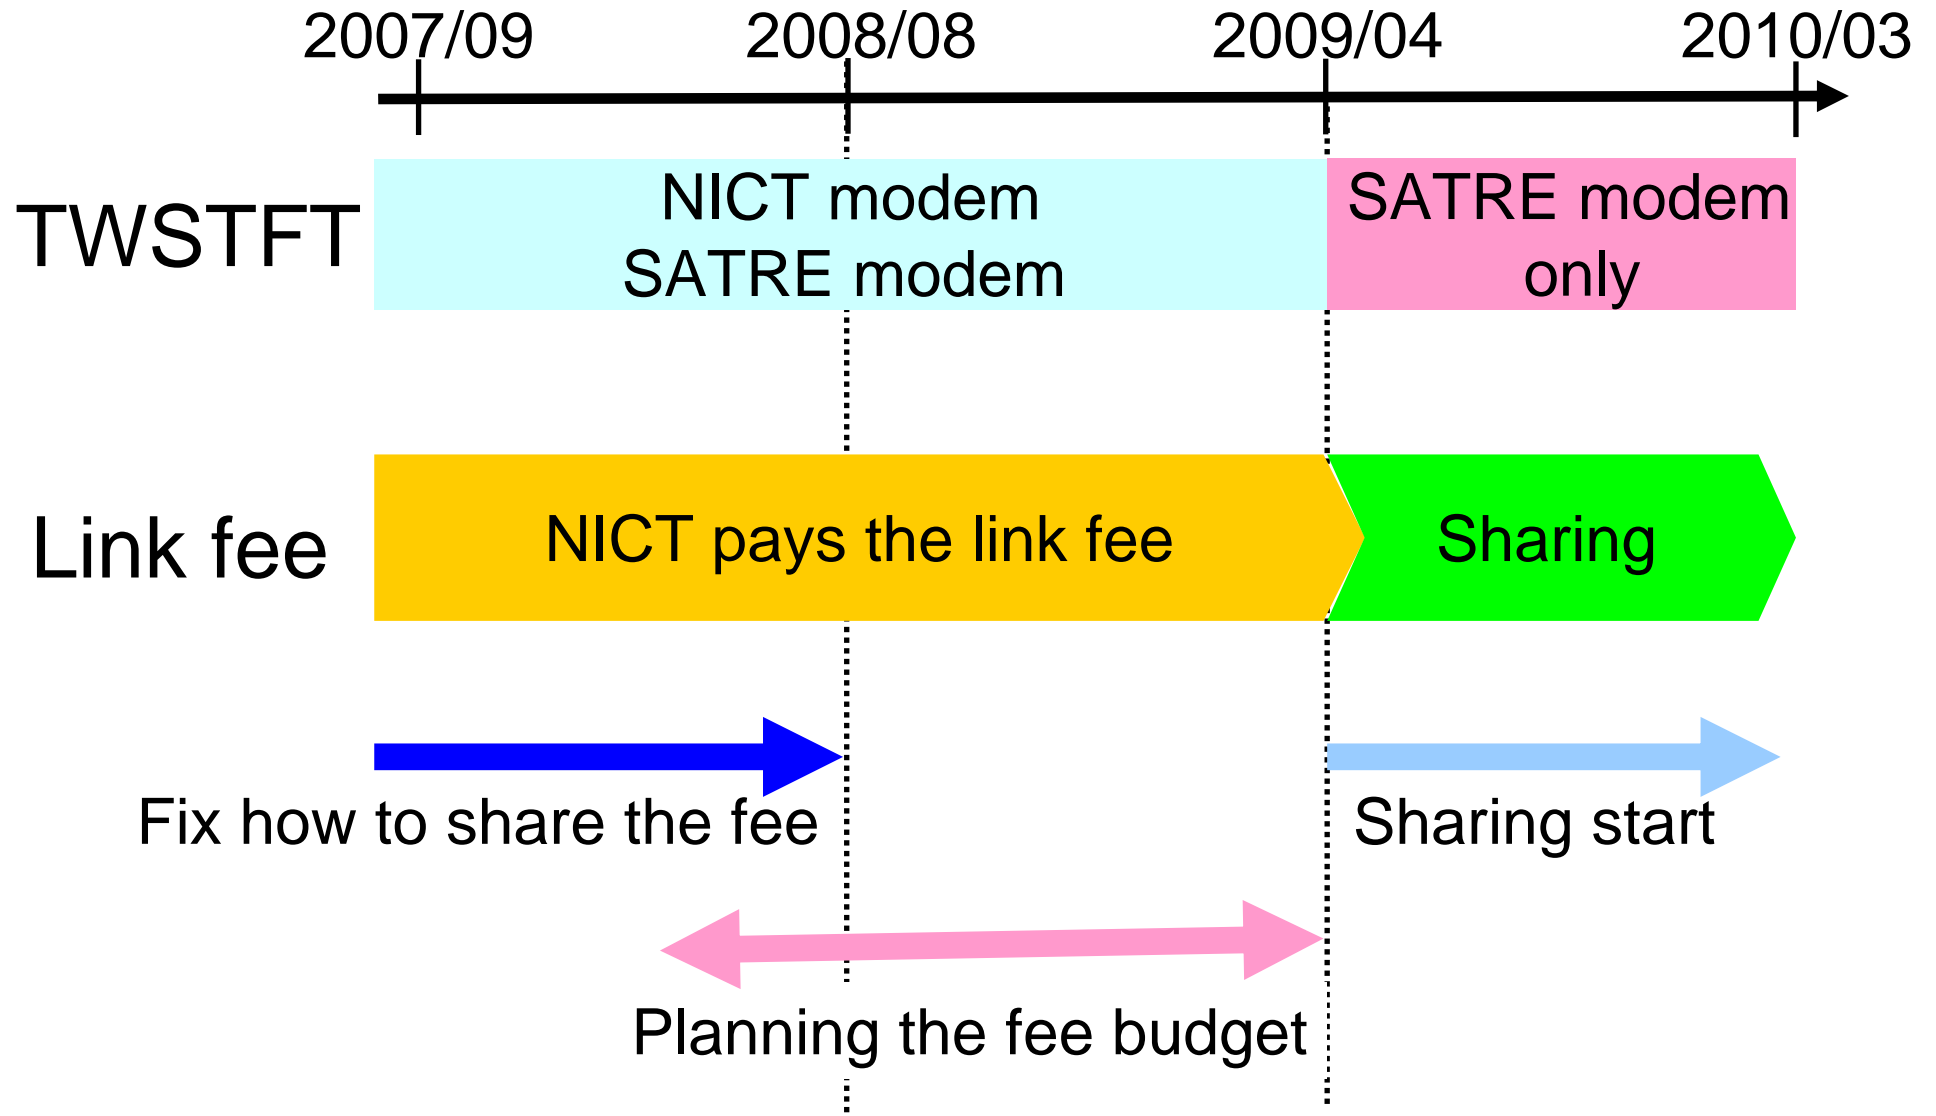 2007/09 2008/08 2009/04 2010/03
TWSTFT
NICT modem
SATRE modem
SATRE modem
only
Link fee
NICT pays the link fee
Sharing
Fix how to share the fee
Sharing start
Planning the fee budget